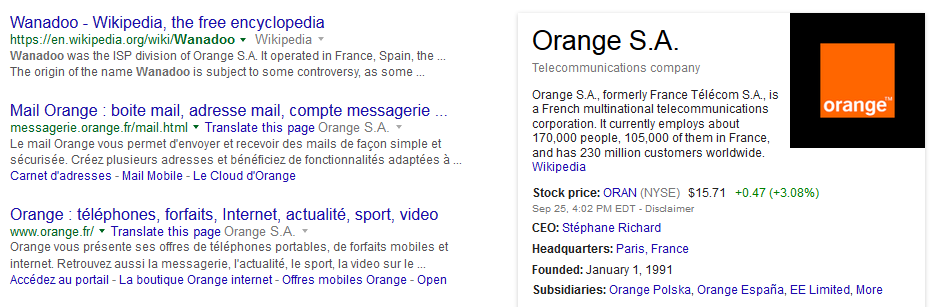 Wanadoo - Wikipedia, the free encyclopedia
https://en.wikipedia.org/wiki/Wanadoo ▾ Wikipedia ▾
Wanadoo was the ISP division of Orange S.A. It operated in France, Spain, the ...
The origin of the name Wanadoo is subject to some controversy, as some ...
Mail Orange : boite mail, adresse mail, compte messagerie ...
messagerie.orange.fr/mail.html ▾ Translate this page Orange S.A. ▾
Le mail Orange vous permet d'envoyer et recevoir des mails de façon simple et
sécurisée. Créez plusieurs adresses et bénéficiez de fonctionnalités adaptées à ...
Carnet d'adresses - Mail Mobile - Le Cloud d'Orange
Orange : téléphones, forfaits, Internet, actualité, sport, video
www.orange.fr/ ▾ Translate this page Orange S.A. ▾
Orange vous présente ses offres de téléphones portables, de forfaits mobiles et
internet. Retrouvez aussi la messagerie, l'actualité, le sport, la video sur le ...
Accédez au portail - La boutique Orange internet - Offres mobiles Orange - Open
Orange S.A.
Telecommunications company
orange™
Orange S.A., formerly France Télécom S.A., is
a French multinational telecommunications
corporation. It currently employs about
170,000 people, 105,000 of them in France,
and has 230 million customers worldwide.
Wikipedia
Stock price: ORAN (NYSE) $15.71 +0.47 (+3.08%)
Sep 25, 4:02 PM EDT - Disclaimer
CEO: Stéphane Richard
Headquarters: Paris, France
Founded: January 1, 1991
Subsidiaries: Orange Polska, Orange España, EE Limited, More